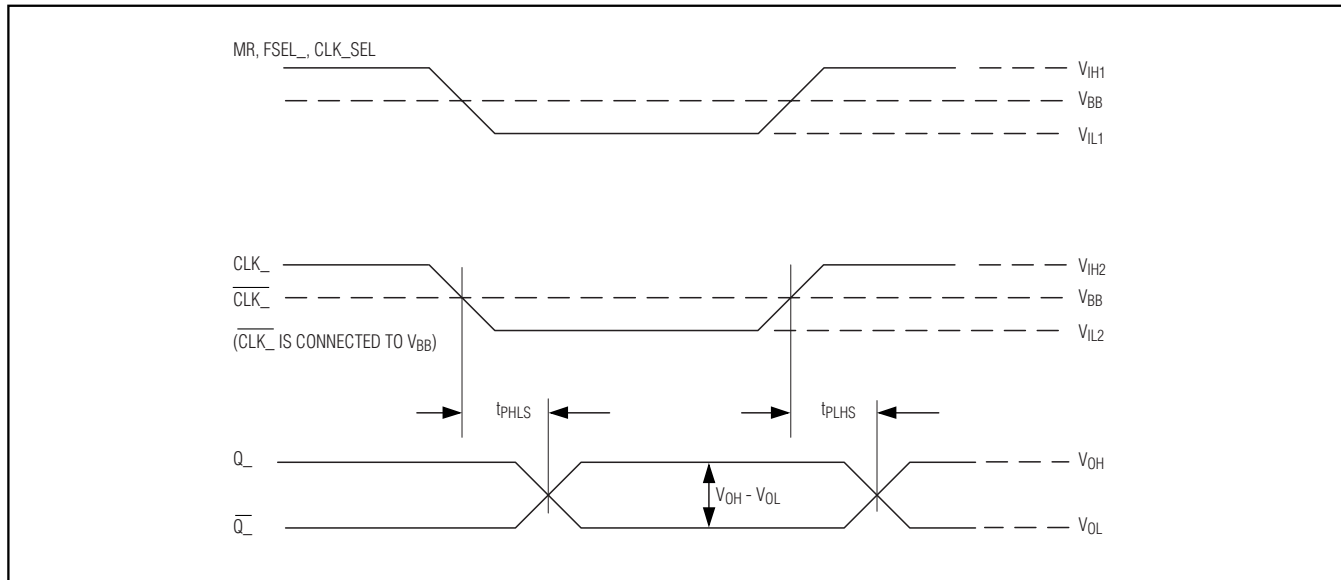 MR, FSEL_, CLK_SEL
VIH1
VBB
VIL1
CLK_
VIH2
CLK_
VBB
(CLK_ IS CONNECTED TO VBB)
VIL2
tPHLS
tPLHS
Q_
VOH
VOH - VOL
Q_
VOL